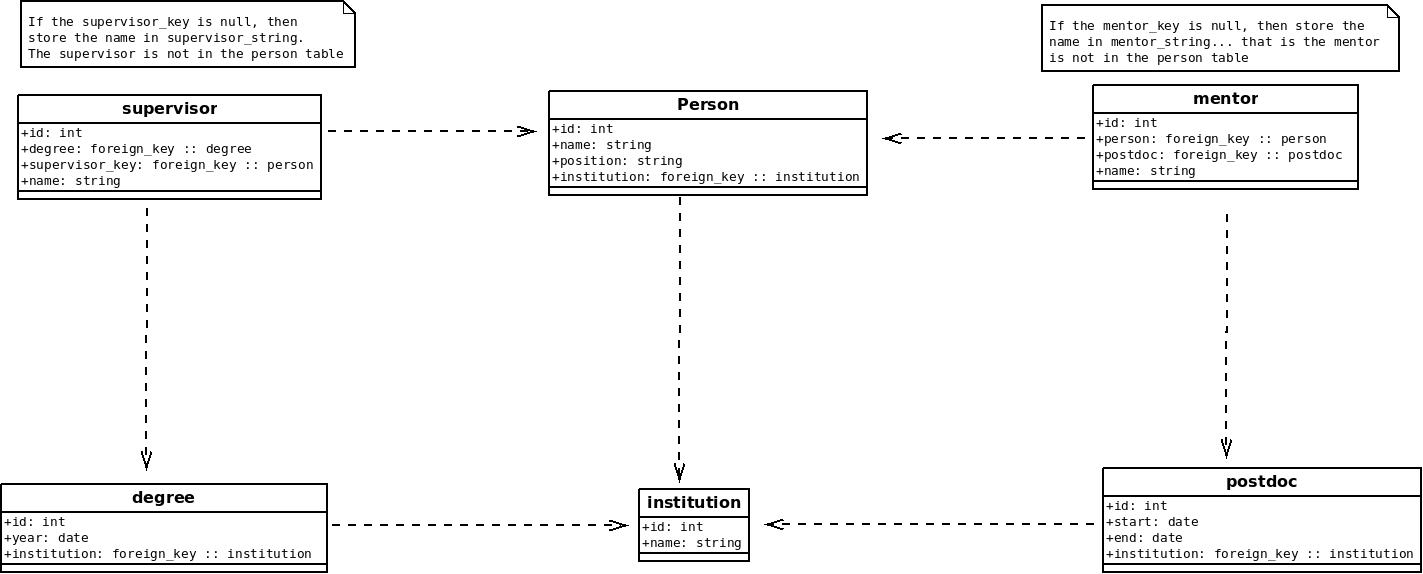 If the supervisor_key is null, then
store the name in supervisor_string.
The supervisor is not in the person table
If the mentor_key is null, then store the
name in mentor_string... that is the mentor
is not in the person table
supervisor
+id: int
+degree: foreign_key :: degree
+supervisor_key: foreign_key :: person
+name: string
Person
+id: int
+name: string
+position: string
+institution: foreign_key :: institution
mentor
+id: int
+person: foreign_key :: person
+postdoc: foreign_key :: postdoc
+name: string
degree
+id: int
+year: date
+institution: foreign_key :: institution
institution
+id: int
+name: string
postdoc
+id: int
+start: date
+end: date
+institution: foreign_key :: institution